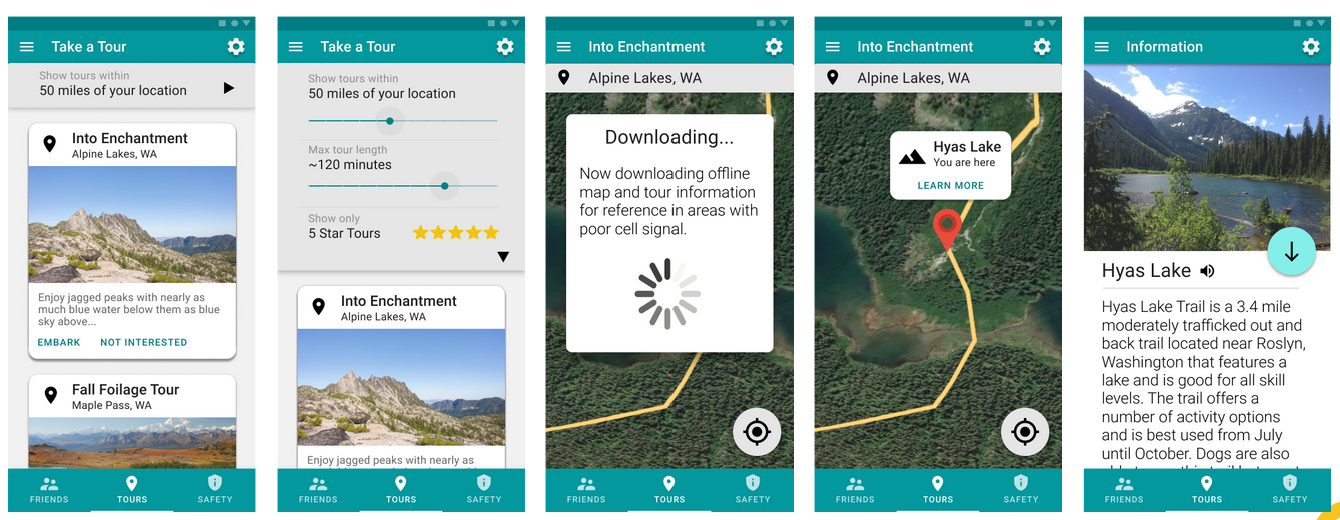 Take a Tour
Show tours within
50 miles of your location
Into Enchantment
Alpine Lakes, WA
Enjoy jagged peaks with nearly as
much blue water below them as blue
sky above...
EMBARK NOT INTERESTED
Fall Foilage Tour
Maple Pass, WA
FRIENDS TOURS SAFETY
Take a Tour
Show tours within
50 miles of your location
Max tour length
~120 minutes
Show only
5 Star Tours
Into Enchantment
Alpine Lakes, WA
Enjoy jagged peaks with nearly as
FRIENDS TOURS SAFETY
Into Enchantment
Alpine Lakes, WA
Downloading...
Now downloading offline
map and tour information
for reference in areas with
poor cell signal.
FRIENDS TOURS SAFETY
Into Enchantment
Alpine Lakes, WA
Hyas Lake
You are here
LEARN MORE
FRIENDS TOURS SAFETY
Information
Hyas Lake
Hyas Lake Trail is a 3.4 mile
moderately trafficked out and
back trail located near Roslyn,
Washington that features a
lake and is good for all skill
levels. The trail offers a
number of activity options
and is best used from July
until October. Dogs are also
FRIENDS TOURS SAFETY